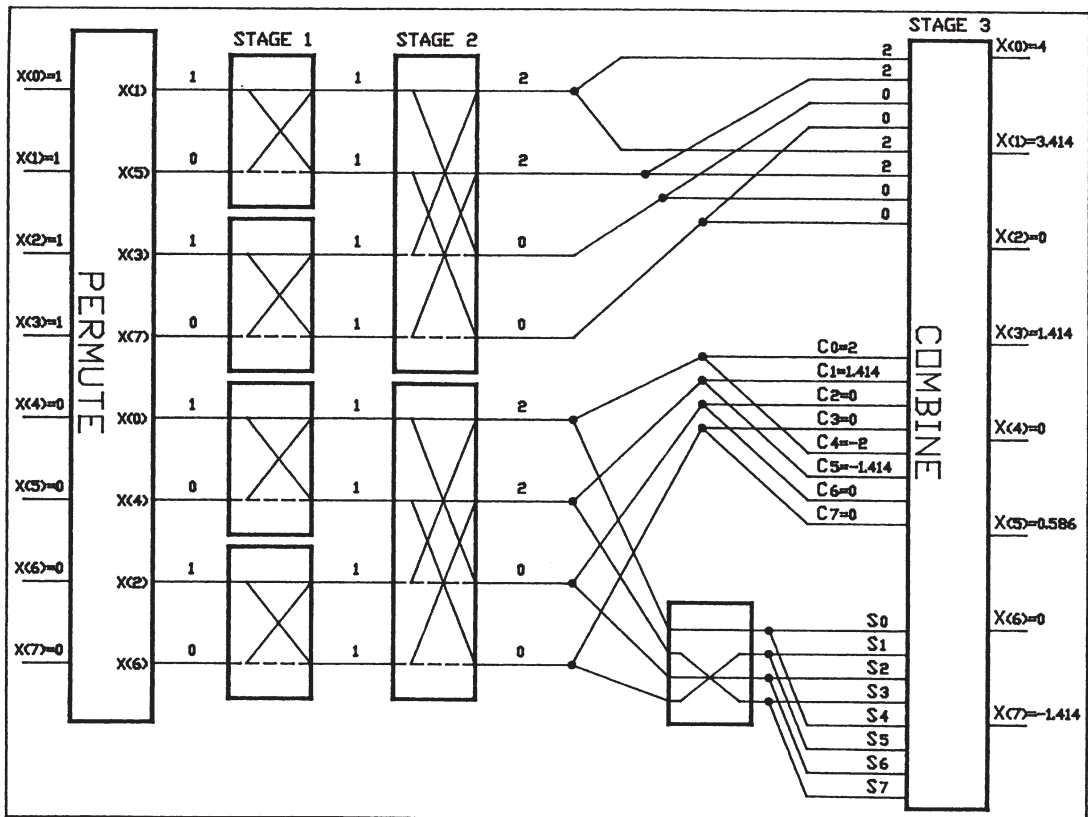 STAGE 1
STAGE 2
STAGE 3
PERMUTE
COMBINE
X(0)=1
X(1)=1
X(2)=1
X(3)=1
X(4)=0
X(5)=0
X(6)=0
X(7)=0
X(1)
X(5)
X(3)
X(7)
X(0)
X(4)
X(2)
X(6)
1
0
1
0
1
0
1
0
1
1
1
1
1
1
1
1
2
2
0
0
2
2
0
0
2
2
0
0
2
2
0
0
C0=2
C1=1.414
C2=0
C3=0
C4=-2
C5=-1.414
C6=0
C7=0
S0
S1
S2
S3
S4
S5
S6
S7
X(0)=4
X(1)=3.414
X(2)=0
X(3)=1.414
X(4)=0
X(5)=0.586
X(6)=0
X(7)=-1.414